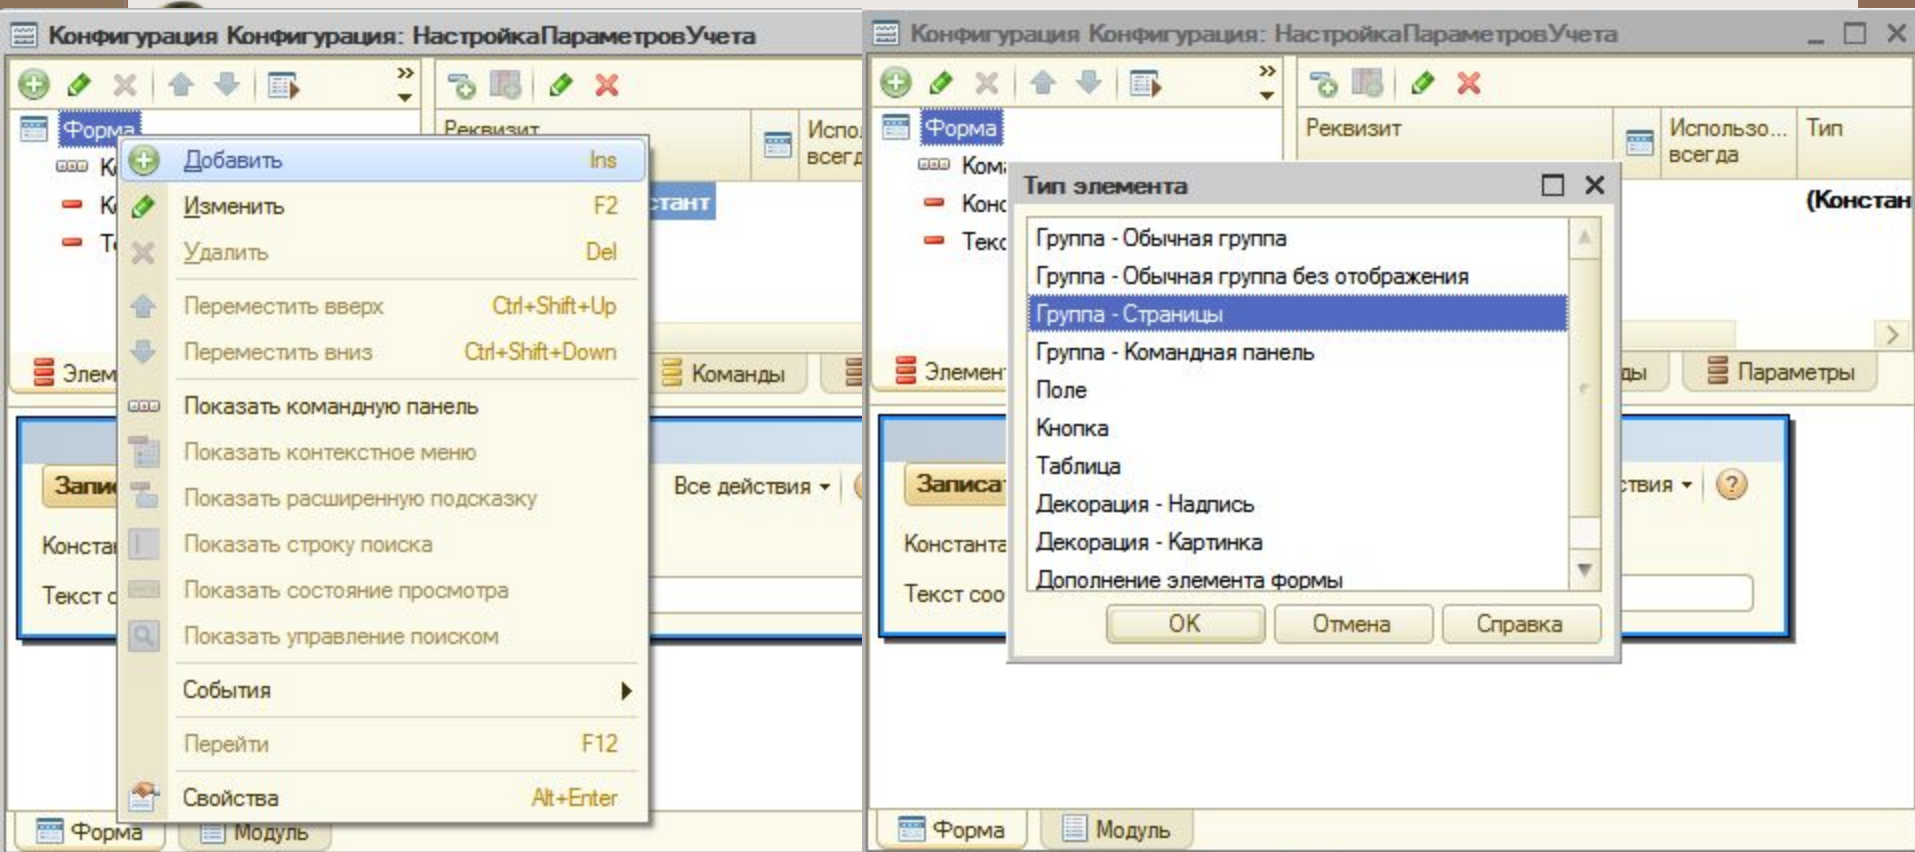 Конфигурация Конфигурация: НастройкаПараметровУчета
Форма
Реквизит
Добавить Ins
Изменить F2
Удалить Del
Переместить вверх Ctrl+Shift+Up
Переместить вниз Ctrl+Shift+Down
Команды
Показать командную панель
Показать контекстное меню
Показать расширенную подсказку
Показать строку поиска
Показать состояние просмотра
Показать управление поиском
События
Перейти F12
Свойства Alt+Enter
Все действия
Форма Модуль
Конфигурация Конфигурация: НастройкаПараметровУчета
Форма
Реквизит
Использо... Тип
всегда
Тип элемента
Группа - Обычная группа
Группа - Обычная группа без отображения
Группа - Страницы
Группа - Командная панель
Поле
Кнопка
Таблица
Декорация - Надпись
Декорация - Картинка
Дополнение элемента формы
OK Отмена Справка
Параметры
Константа
Форма Модуль